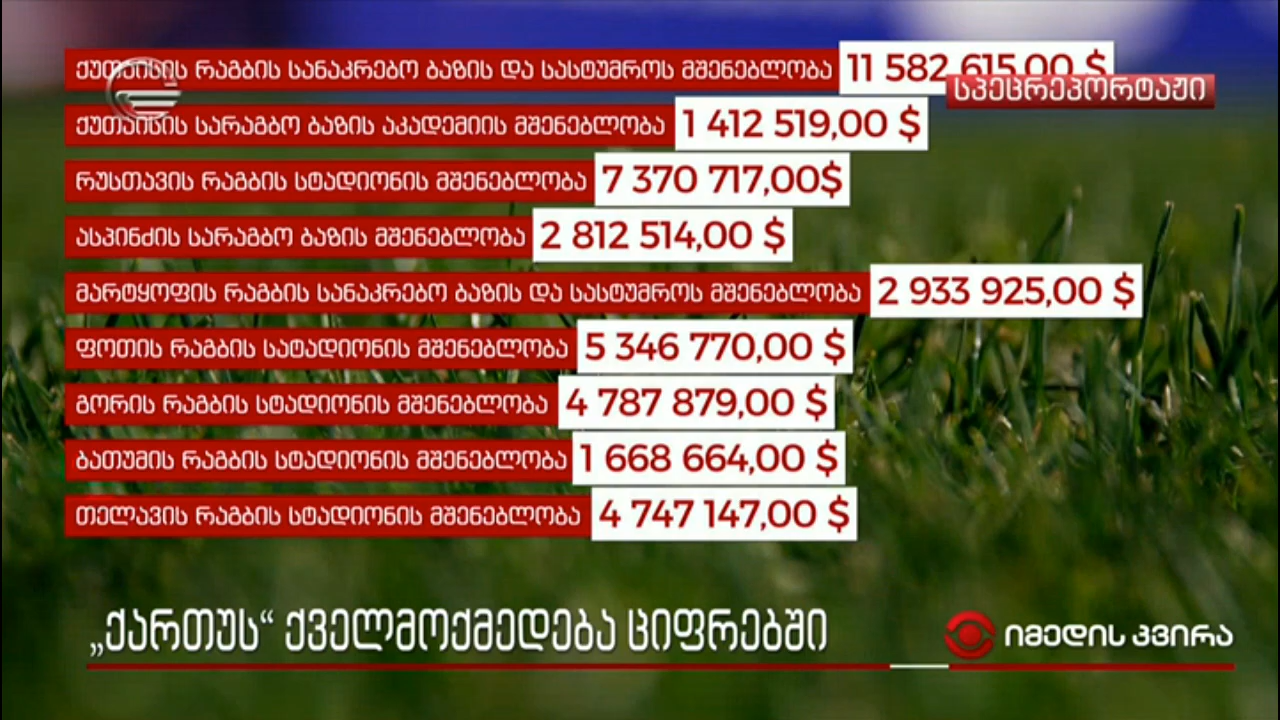 ქუთაისის რაგბის სანაკრებო ბაზის და სასტუმროს მშენებლობა 11 582 615,00 $
სპეცრეპორტაჟი
ქუთაისის სარაგბო ბაზის აკადემიის მშენებლობა 1 412 519,00 $
რუსთავის რაგბის სტადიონის მშენებლობა 7 370 717,00$
ასპინძის სარაგბო ბაზის მშენებლობა 2 812 514,00 $
მარტყოფის რაგბის სანაკრებო ბაზის და სასტუმროს მშენებლობა 2 933 925,00 $
ფოთის რაგბის სატადიონის მშენებლობა 5 346 770,00 $
გორის რაგბის სტადიონის მშენებლობა 4 787 879,00 $
ბათუმის რაგბის სტადიონის მშენებლობა 1 668 664,00 $
თელავის რაგბის სტადიონის მშენებლობა 4 747 147,00 $
„ქართუს“ ქველმოქმედება ციფრებში
იმედის კვირა